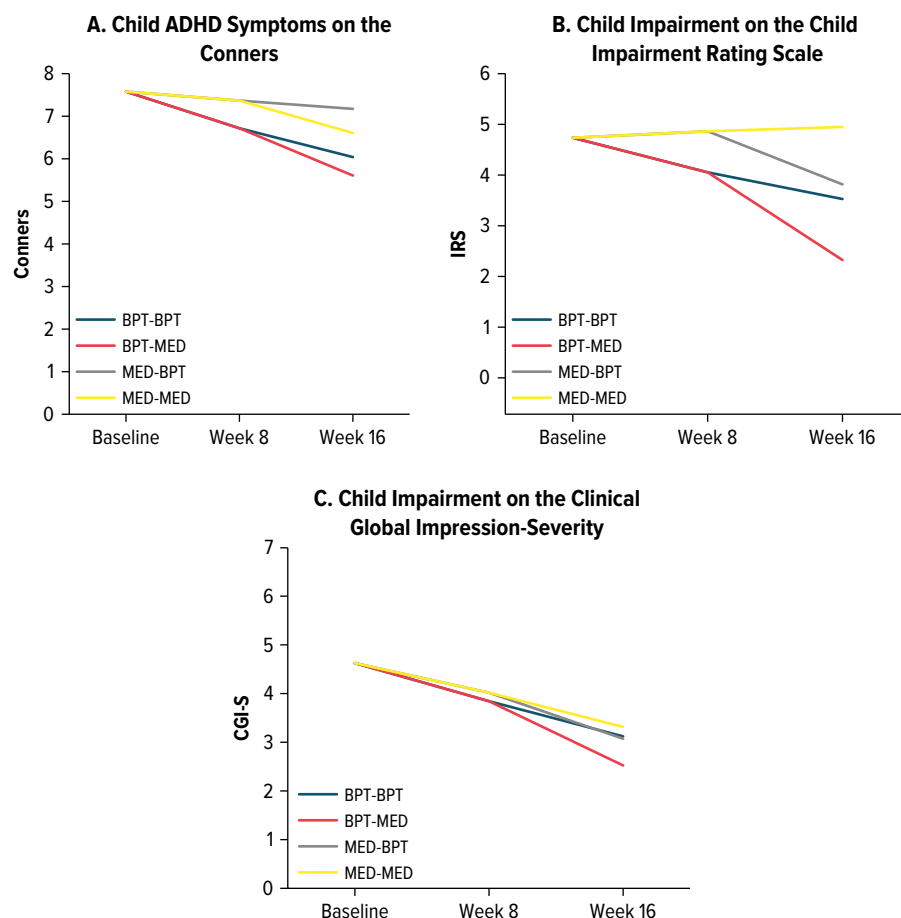 A. Child ADHD Symptoms on the
Conners
8
7
6
5
4
3
2
1
0
Conners
BPT-BPT
BPT-MED
MED-BPT
MED-MED
Baseline
Week 8
Week 16
B. Child Impairment on the Child
Impairment Rating Scale
6
5
4
3
2
1
0
IRS
BPT-BPT
BPT-MED
MED-BPT
MED-MED
Baseline
Week 8
Week 16
C. Child Impairment on the Clinical
Global Impression-Severity
7
6
5
4
3
2
1
0
CGI-S
BPT-BPT
BPT-MED
MED-BPT
MED-MED
Baseline
Week 8
Week 16